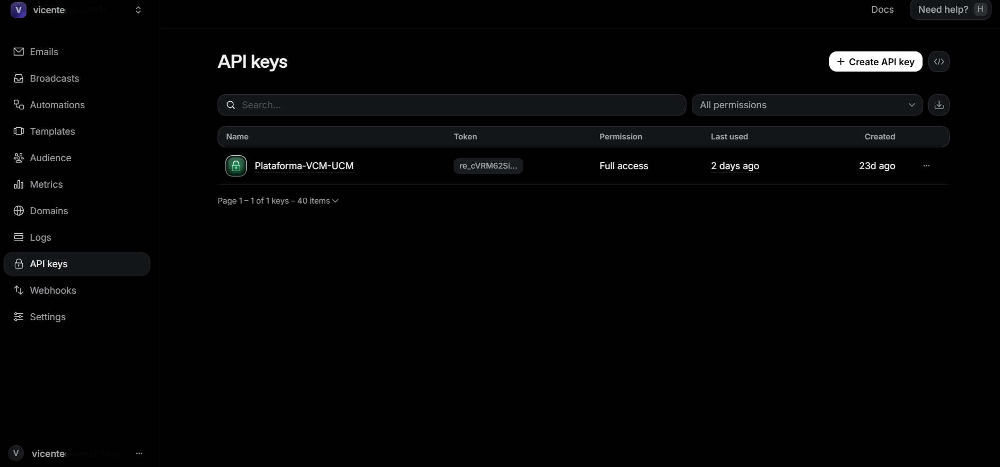 V vicente
Docs
Need help? H
Emails
Broadcasts
Automations
Templates
Audience
Metrics
Domains
Logs
API keys
Webhooks
Settings
V vicente
API keys
+ Create API key
Search...
All permissions
Name Token Permission Last used Created
Plataforma-VCM-UCM re_cVRM62Si... Full access 2 days ago 23d ago ...
Page 1 – 1 of 1 keys – 40 items